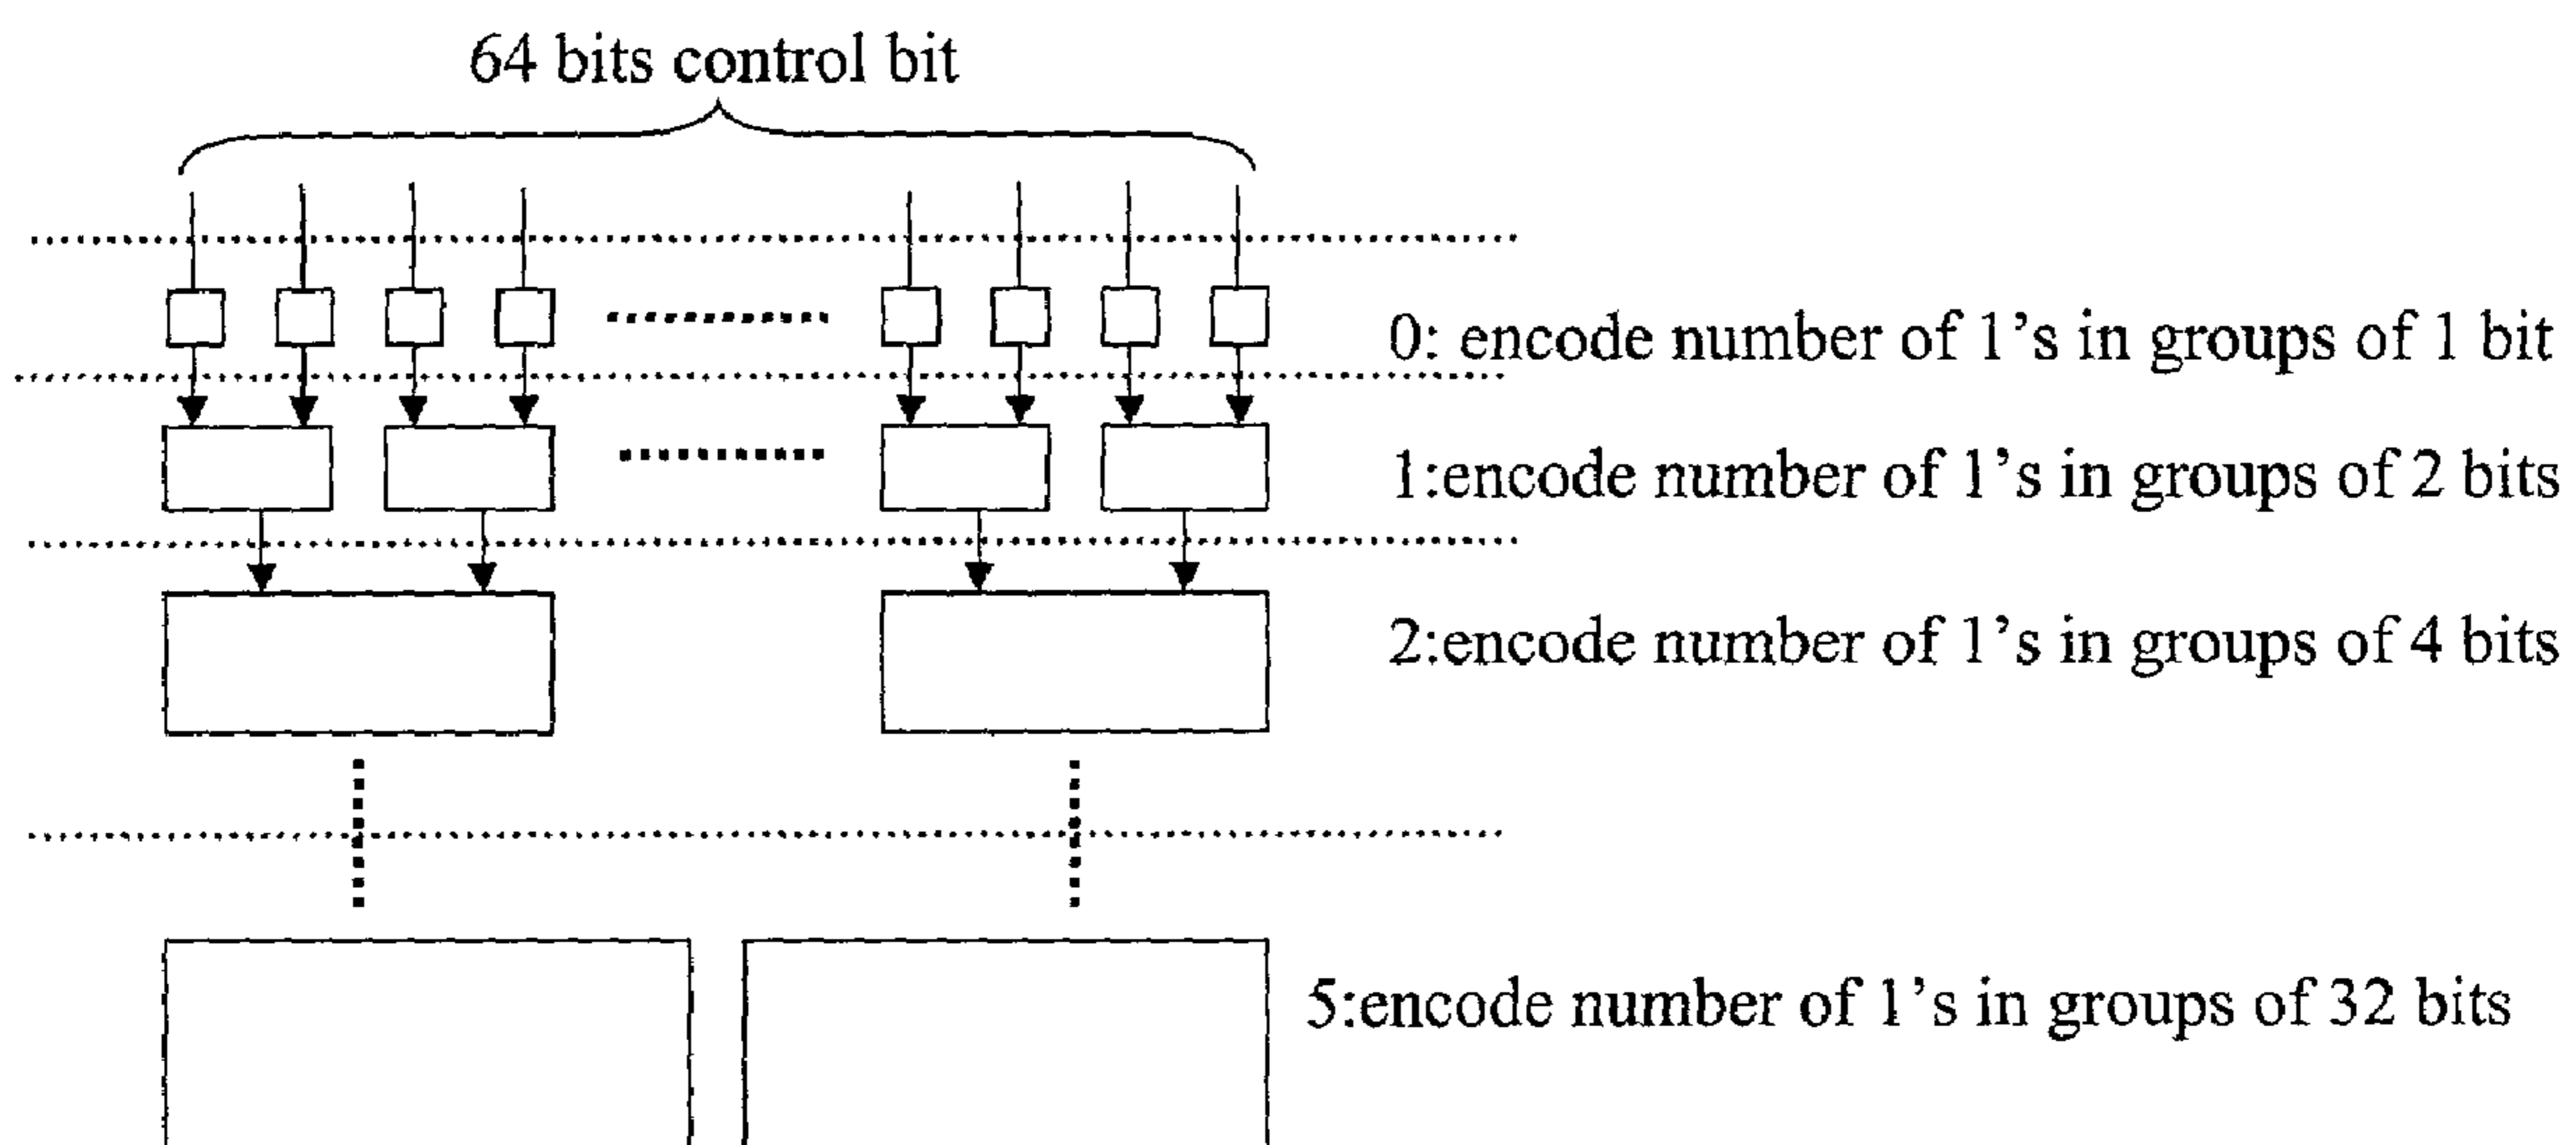 64 bits control bit
0: encode number of 1's in groups of 1 bit
1:encode number of 1's in groups of 2 bits
2:encode number of 1's in groups of 4 bits
5:encode number of 1's in groups of 32 bits